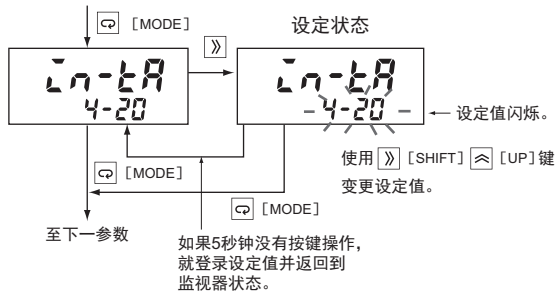 [MODE]
设定状态
in-tA
4-20
in-tA
4-20
设定值闪烁。
使用 [SHIFT] [UP]键
变更设定值。
[MODE]
[MODE]
至下一参数
如果5秒钟没有按键操作,
就登录设定值并返回到
监视器状态。